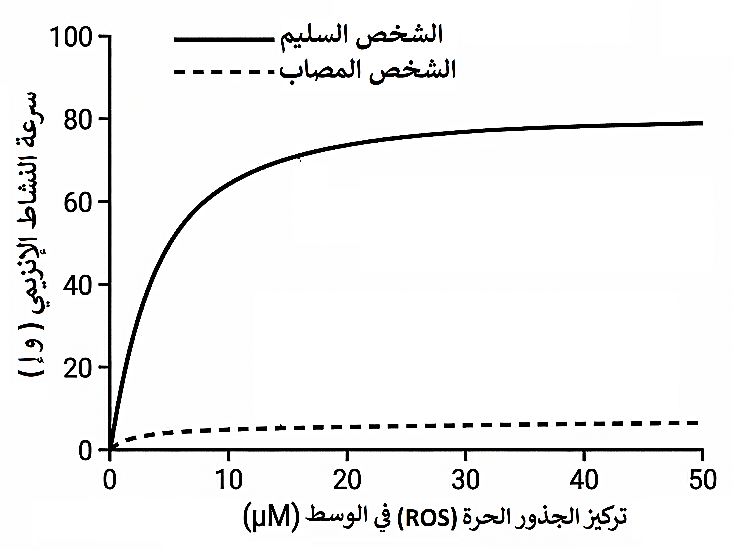 الشخص السليم
الشخص المصاب
سرعة النشاط الإنزيمي (و إ)
100
80
60
40
20
0
0 10 20 30 40 50
تركيز الجذور الحرة (ROS) في الوسط (µM)